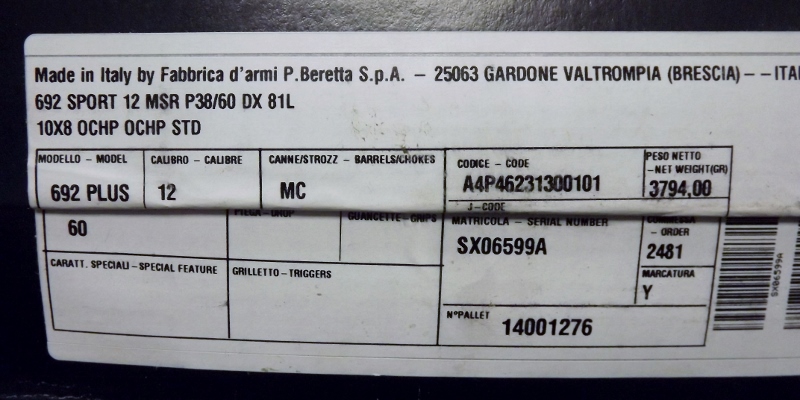 Made in Italy by Fabbrica d'armi P.Beretta S.p.A. – 25063 GARDONE VALTROMPIA (BRESCIA) – – ITA
692 SPORT 12 MSR P38/60 DX 81L
10X8 OCHP OCHP STD
MODELLO – MODEL
692 PLUS
CALIBRO – CALIBRE
12
CANNE/STROZZ – BARRELS/CHOKES
MC
CODICE – CODE
A4P46231300101
PESO NETTO
–NET WEIGHT(GR)
3794,00
J–CODE
60
GUANCETTE–GRIPS
MATRICOLA – SERIAL NUMBER
SX06599A
– ORDER
2481
CARATT. SPECIALI–SPECIAL FEATURE
GRILLETTO–TRIGGERS
MARCATURA
Y
N°PALLET
14001276
SX06599A